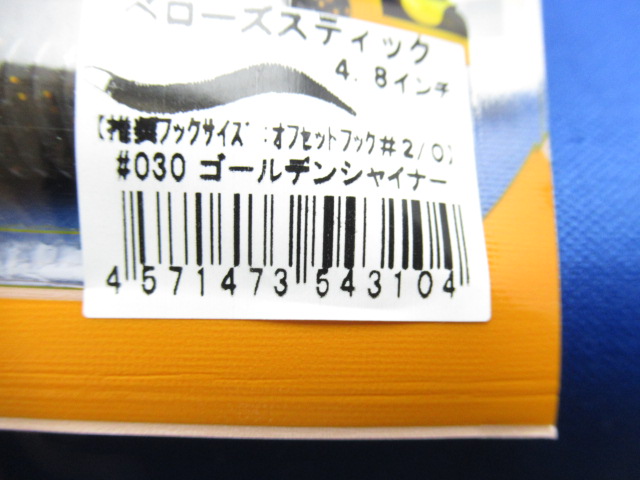 ベローズスティック
4.8インチ
【推奨フックサイズ:オフセットフック#2/0】
#030 ゴールデンシャイナー
4 571473 543104